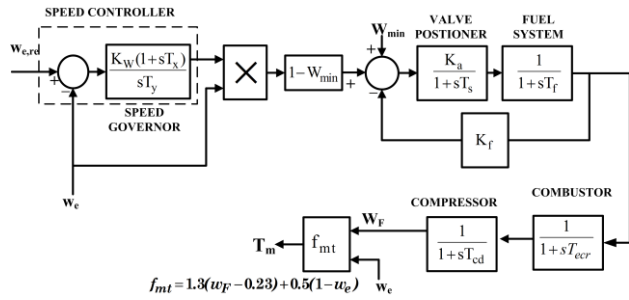 SPEED CONTROLLER
w_e,rd
+
−
K_W(1+sT_x)
sT_y
SPEED
GOVERNOR
w_e
×
1−W_min
W_min
+
+
−
VALVE
POSTIONER
K_a
1+sT_s
FUEL
SYSTEM
1
1+sT_f
K_f
COMBUSTOR
1
1+sT_ecr
COMPRESSOR
1
1+sT_cd
W_F
f_mt
w_e
T_m
f_mt=1.3(w_F−0.23)+0.5(1−w_e)